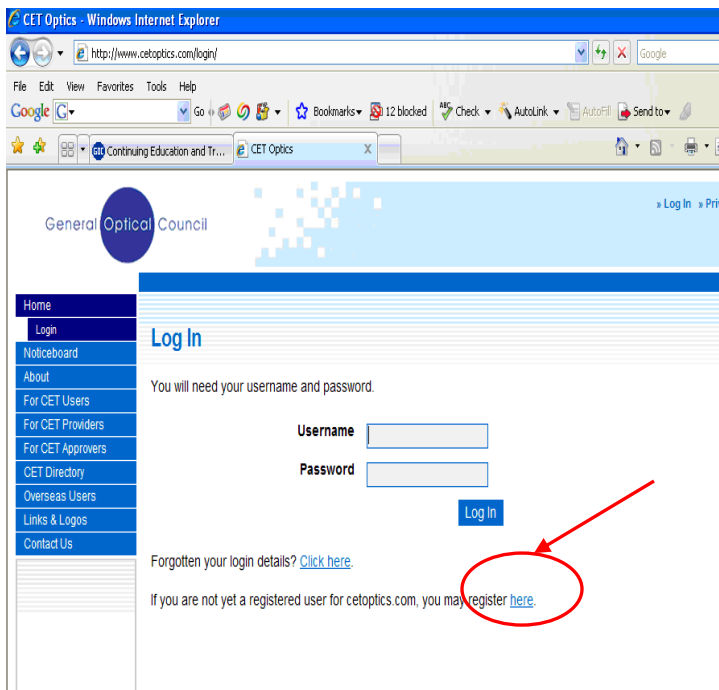 CET Optics - Windows Internet Explorer
http://www.cetoptics.com/login/
Google
File Edit View Favorites Tools Help
Google G Go Bookmarks 12 blocked ABC Check AutoLink AutoFill Send to
GOC Continuing Education and Tr... CET Optics X
» Log In » Pri
General Optical Council
Home
Login
Noticeboard
About
For CET Users
For CET Providers
For CET Approvers
CET Directory
Overseas Users
Links & Logos
Contact Us
Log In
You will need your username and password.
Username
Password
Log In
Forgotten your login details? Click here.
If you are not yet a registered user for cetoptics.com, you may register here.